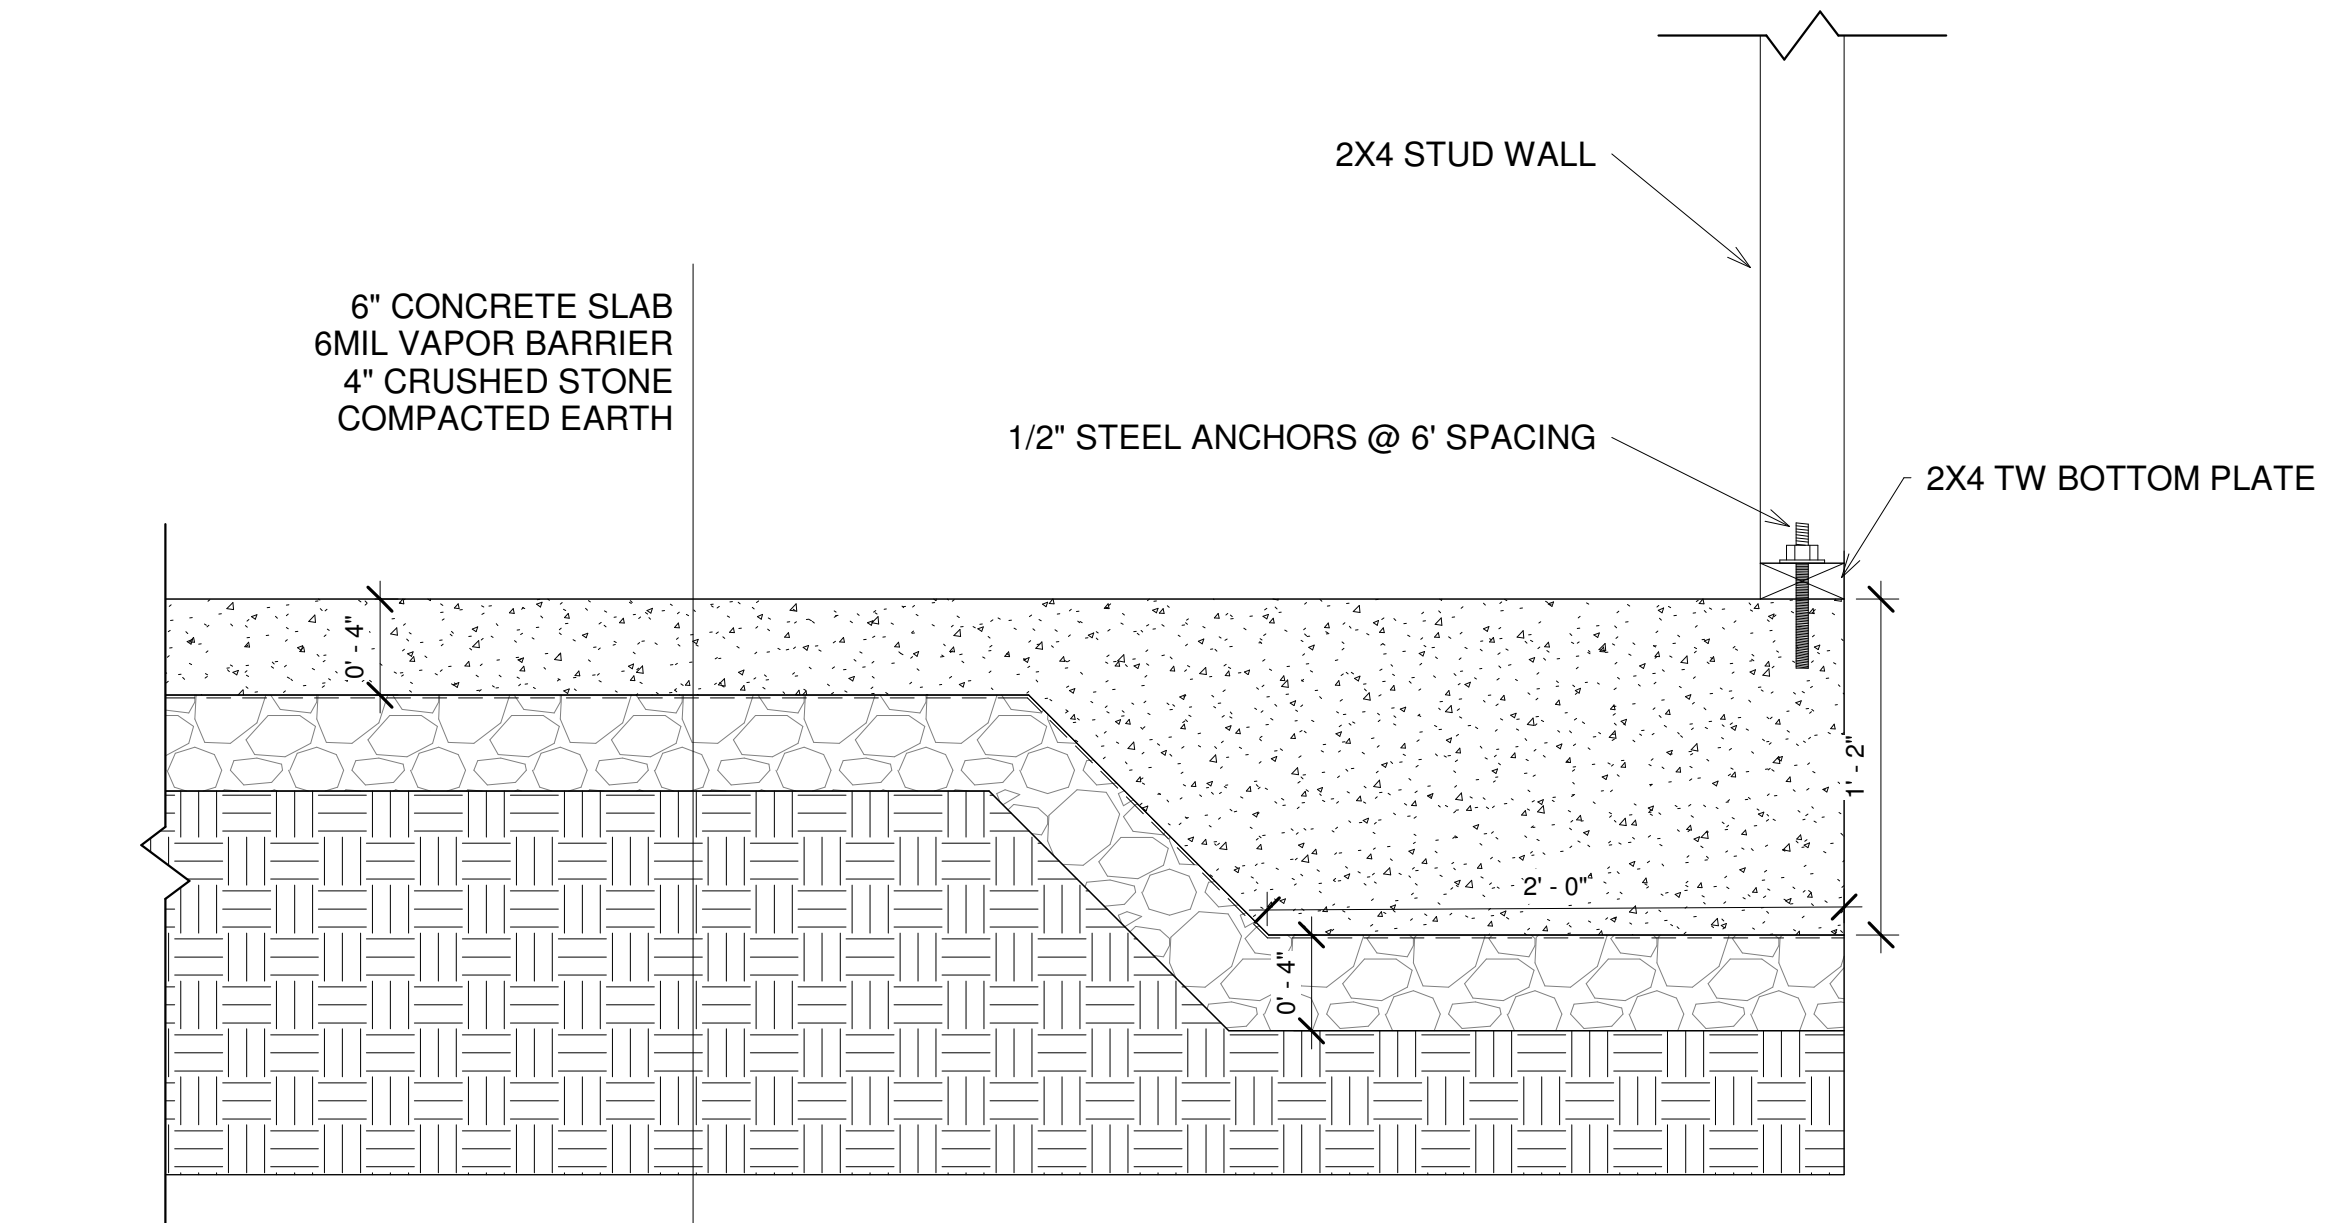 2X4 STUD WALL
6" CONCRETE SLAB
6MIL VAPOR BARRIER
4" CRUSHED STONE
COMPACTED EARTH
1/2" STEEL ANCHORS @ 6' SPACING
2X4 TW BOTTOM PLATE
0' - 4"
1' - 2"
2' - 0"
0' - 4"